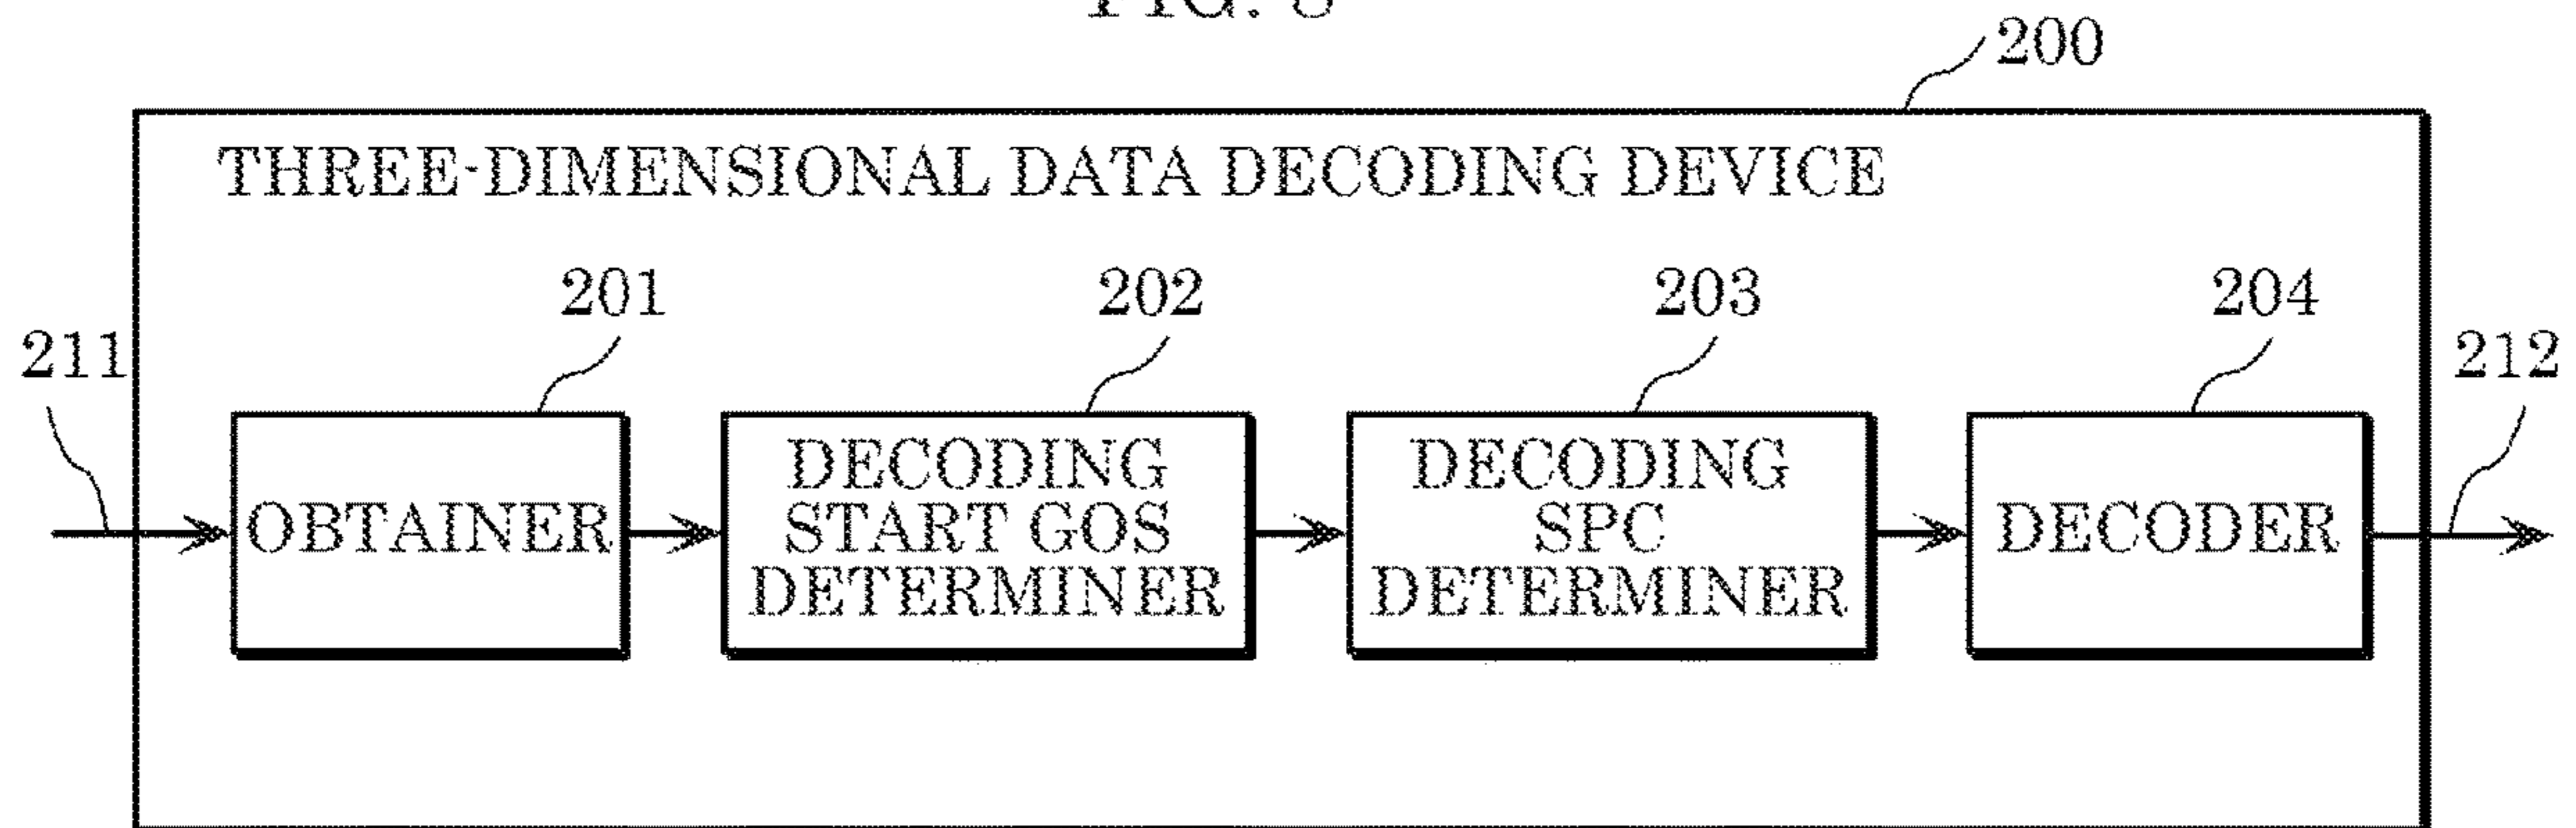 200
THREE-DIMENSIONAL DATA DECODING DEVICE
201
202
203
204
211
212
OBTAINER
DECODING
START GOS
DETERMINER
DECODING
SPC
DETERMINER
DECODER